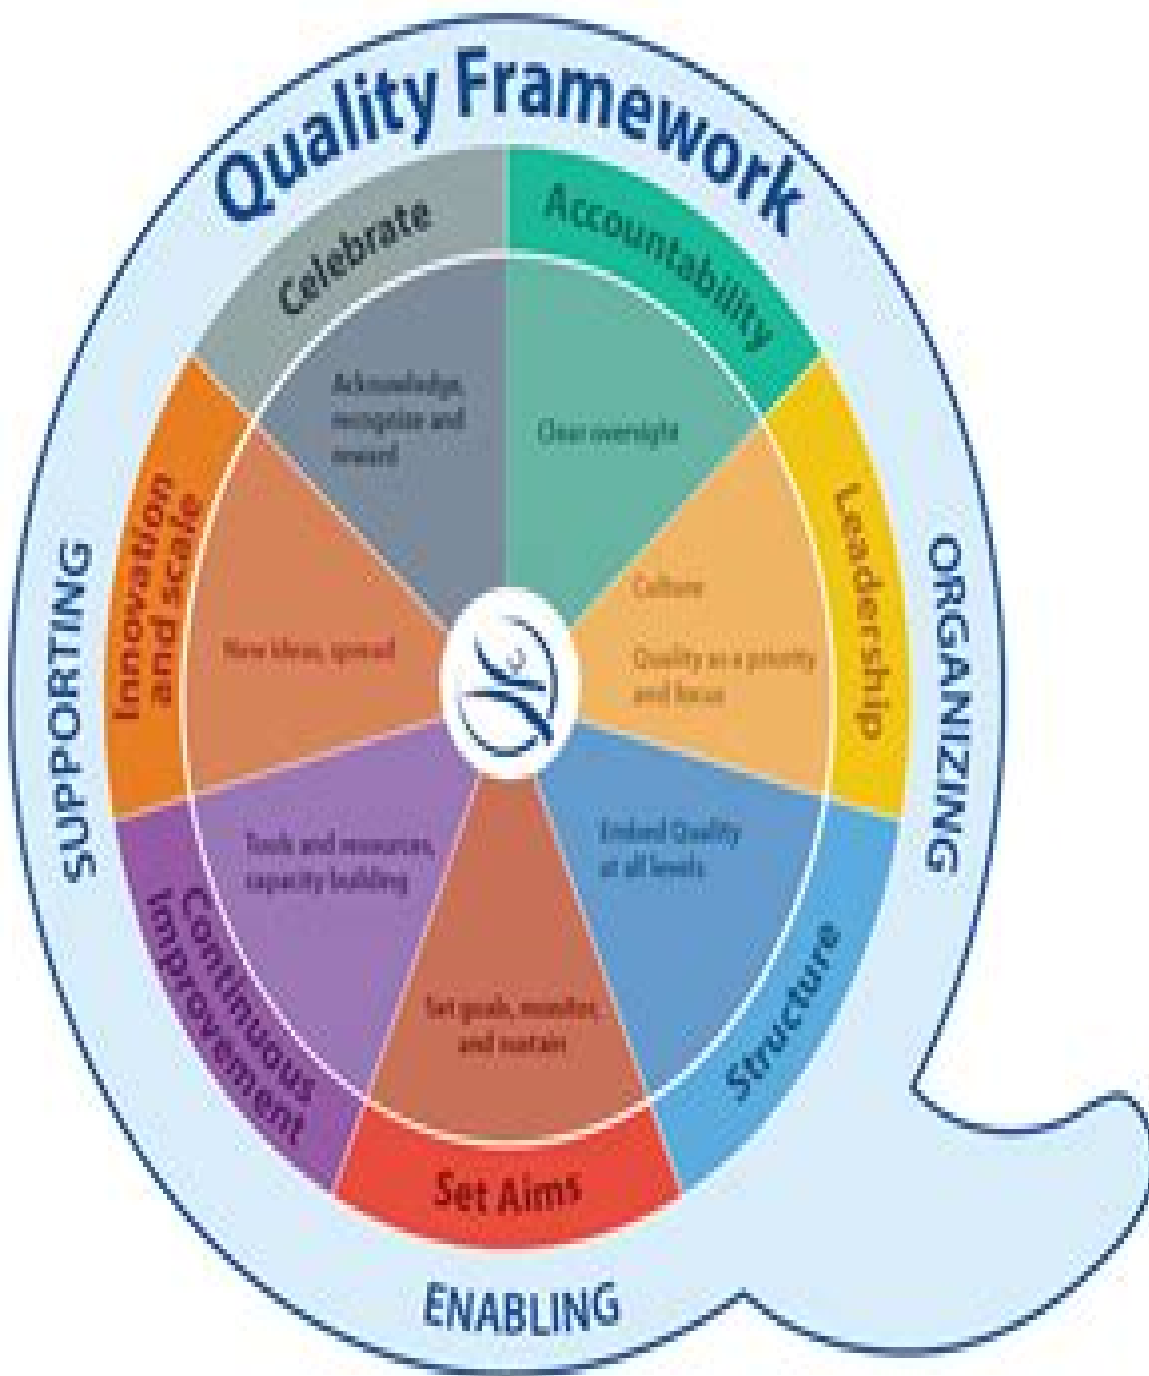 Quality Framework
Celebrate
Acknowledge,
recognize and
reward
Accountability
Clear oversight
Leadership
Culture
Quality as a priority
and focus
Structure
Embed Quality
at all levels
Set Aims
Set goals, monitor,
and sustain
Continuous
Improvement
Tools and resources,
capacity building
Innovation
and scale
New ideas, spread
SUPPORTING
ORGANIZING
ENABLING